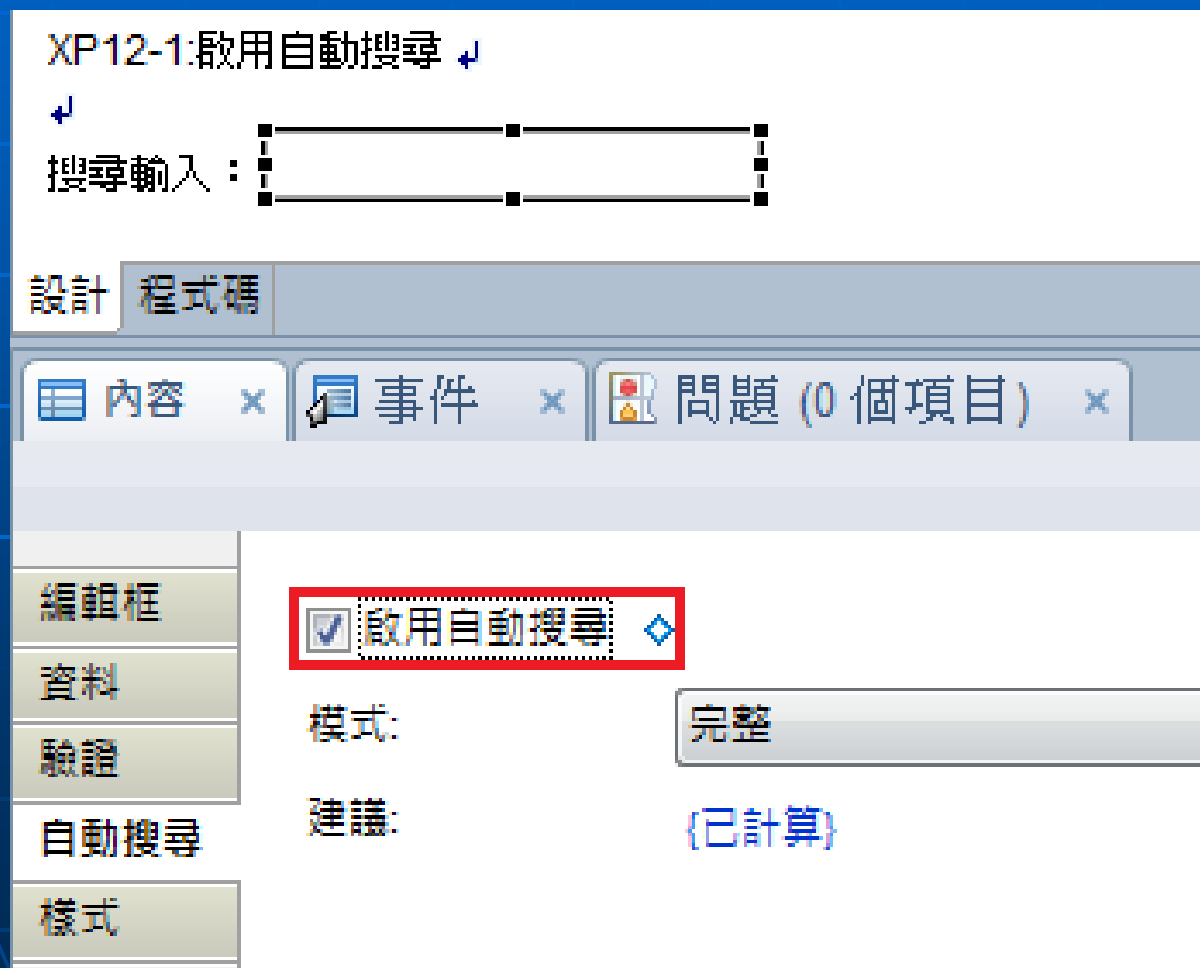 XP12-1:啟用自動搜尋
搜尋輸入：
設計 程式碼
內容 事件 問題 (0 個項目)
編輯框
啟用自動搜尋
資料
模式: 完整
驗證
建議: {已計算}
自動搜尋
樣式